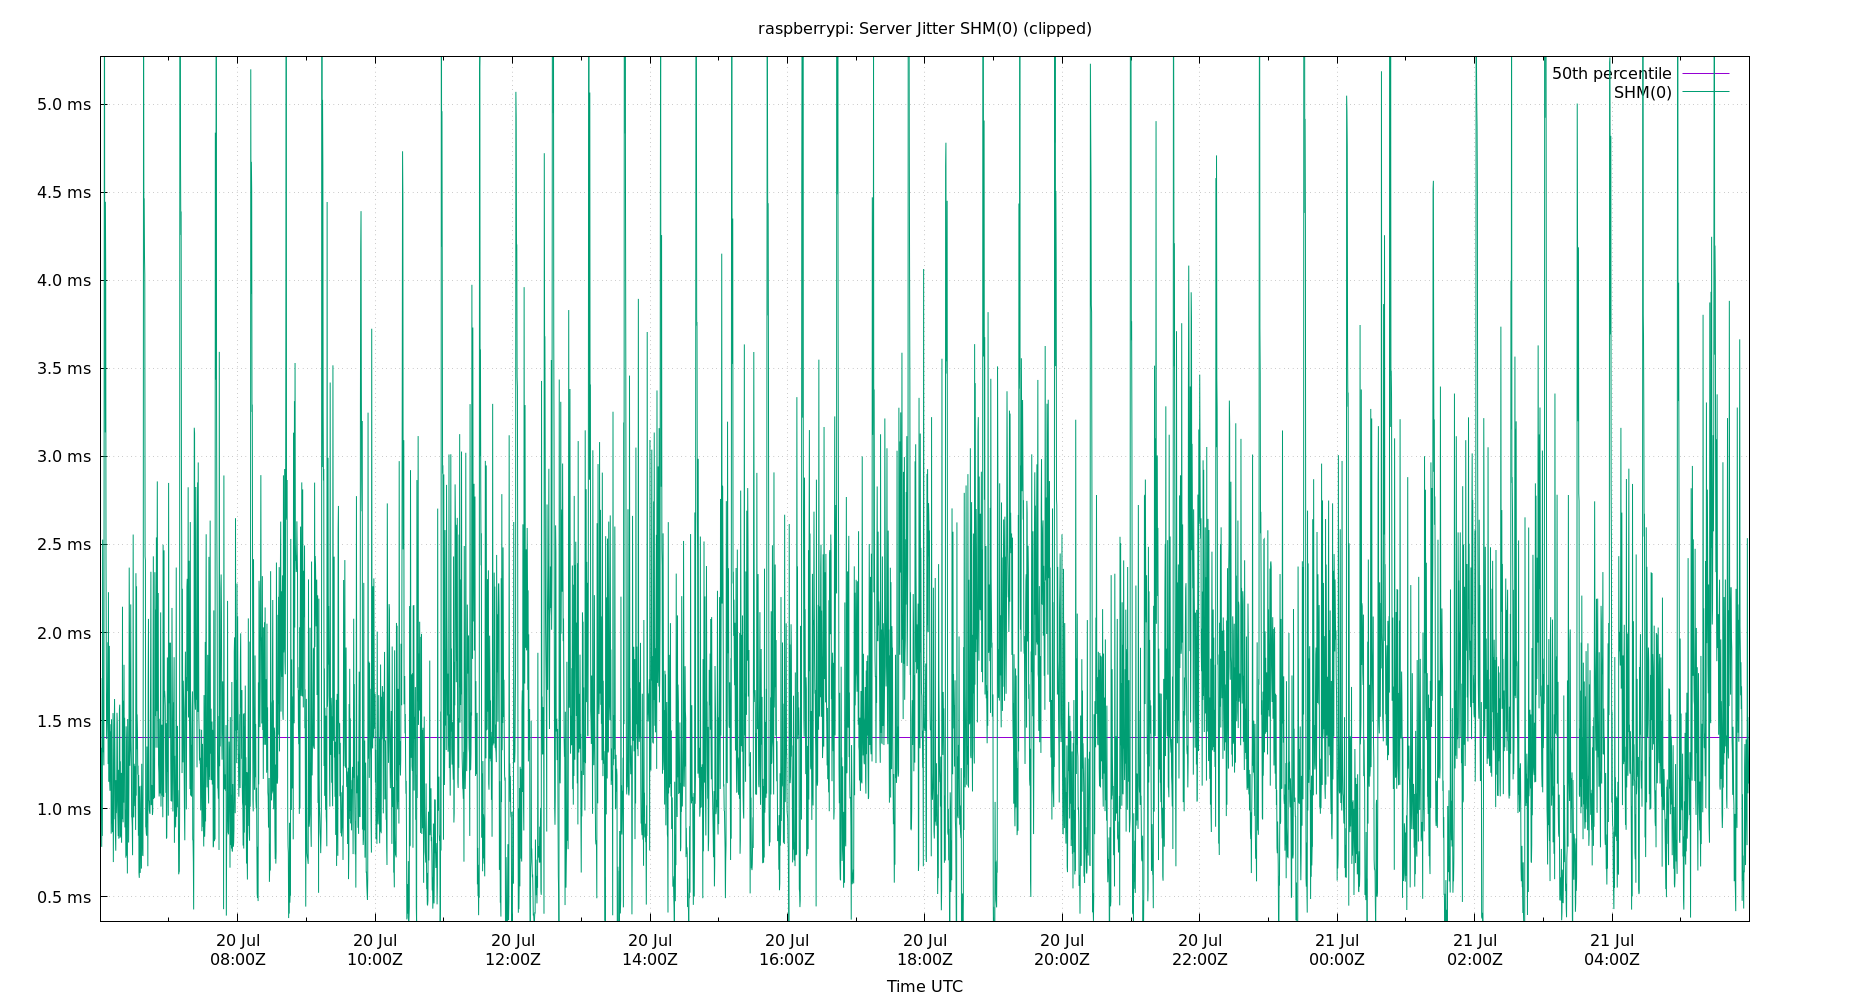 raspberrypi: Server Jitter SHM(0) (clipped)
50th percentile
SHM(0)
5.0 ms
4.5 ms
4.0 ms
3.5 ms
3.0 ms
2.5 ms
2.0 ms
1.5 ms
1.0 ms
0.5 ms
20 Jul 20 Jul 20 Jul 20 Jul 20 Jul 20 Jul 20 Jul 20 Jul 21 Jul 21 Jul 21 Jul
08:00Z 10:00Z 12:00Z 14:00Z 16:00Z 18:00Z 20:00Z 22:00Z 00:00Z 02:00Z 04:00Z
Time UTC